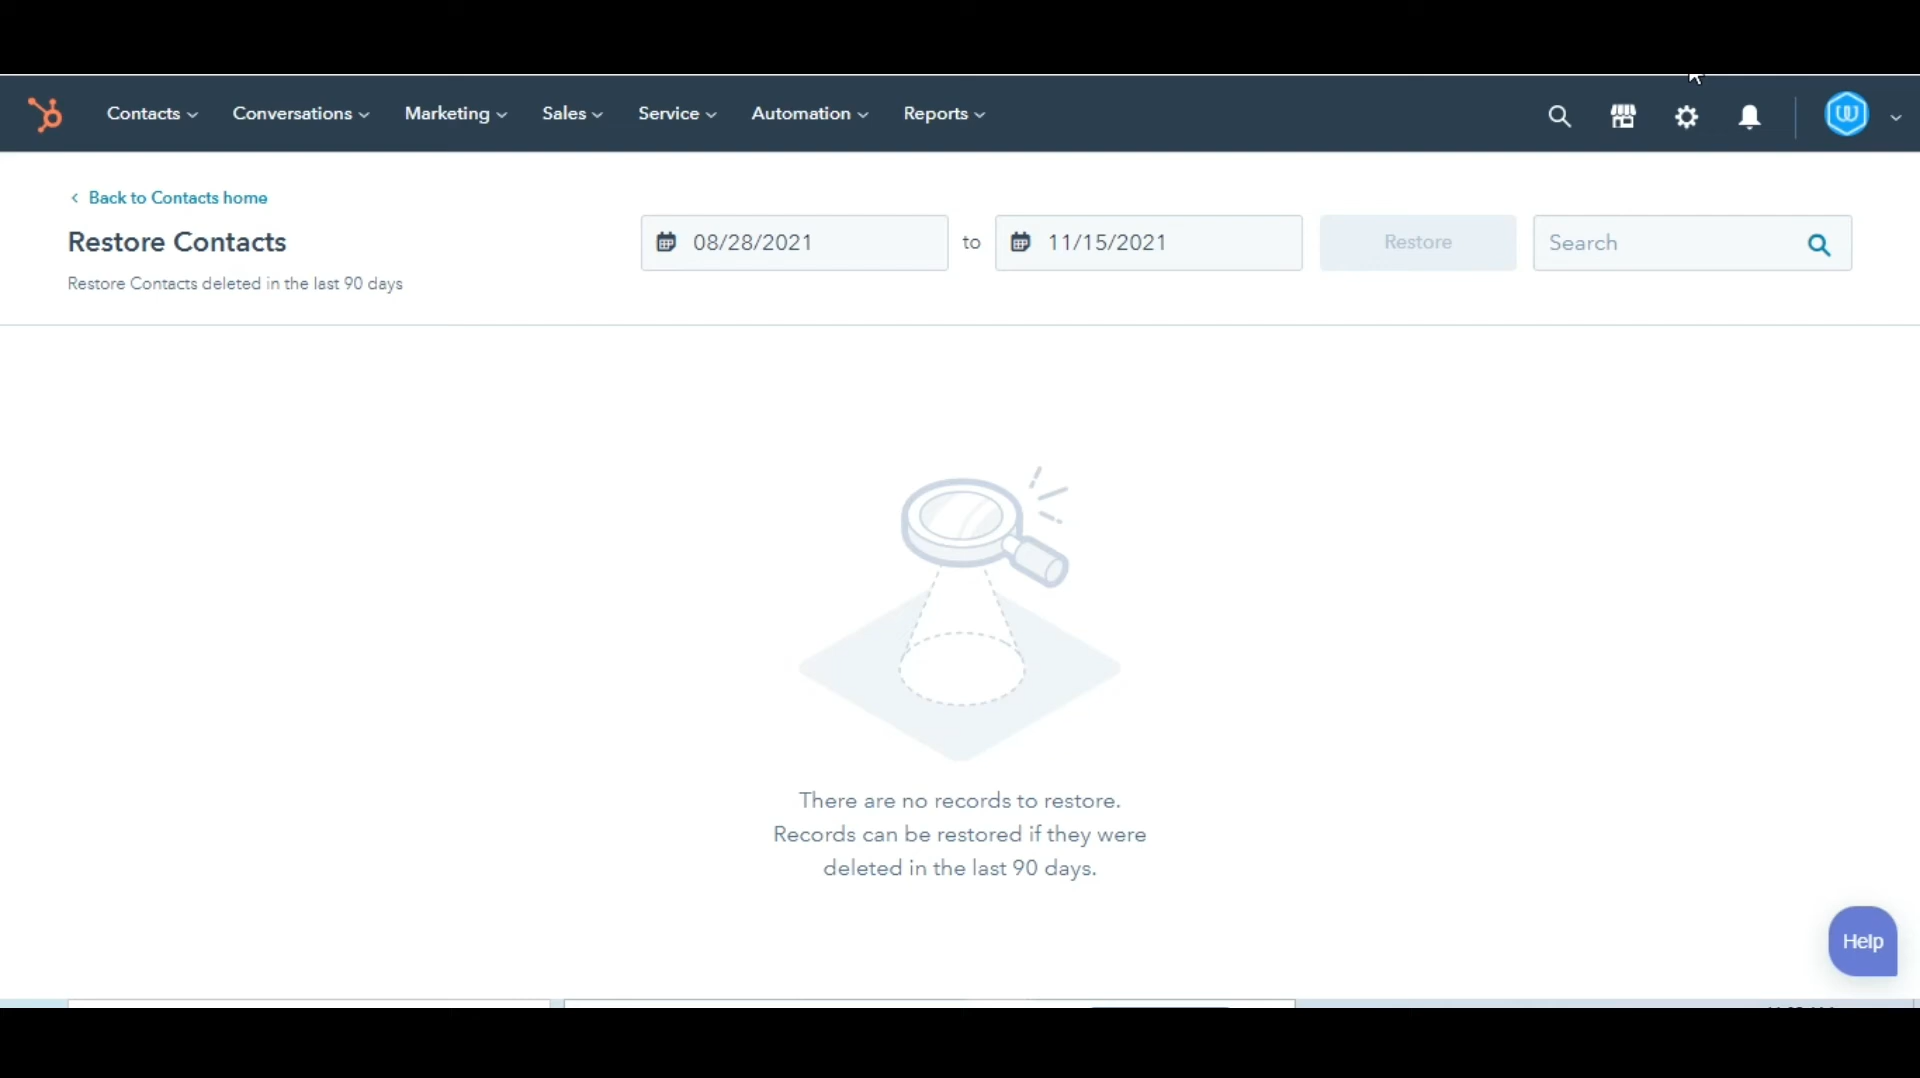 Contacts Conversations Marketing Sales Service Automation Reports
Back to Contacts home
Restore Contacts
Restore Contacts deleted in the last 90 days
08/28/2021 to 11/15/2021 Restore Search
There are no records to restore.
Records can be restored if they were
deleted in the last 90 days.
Help